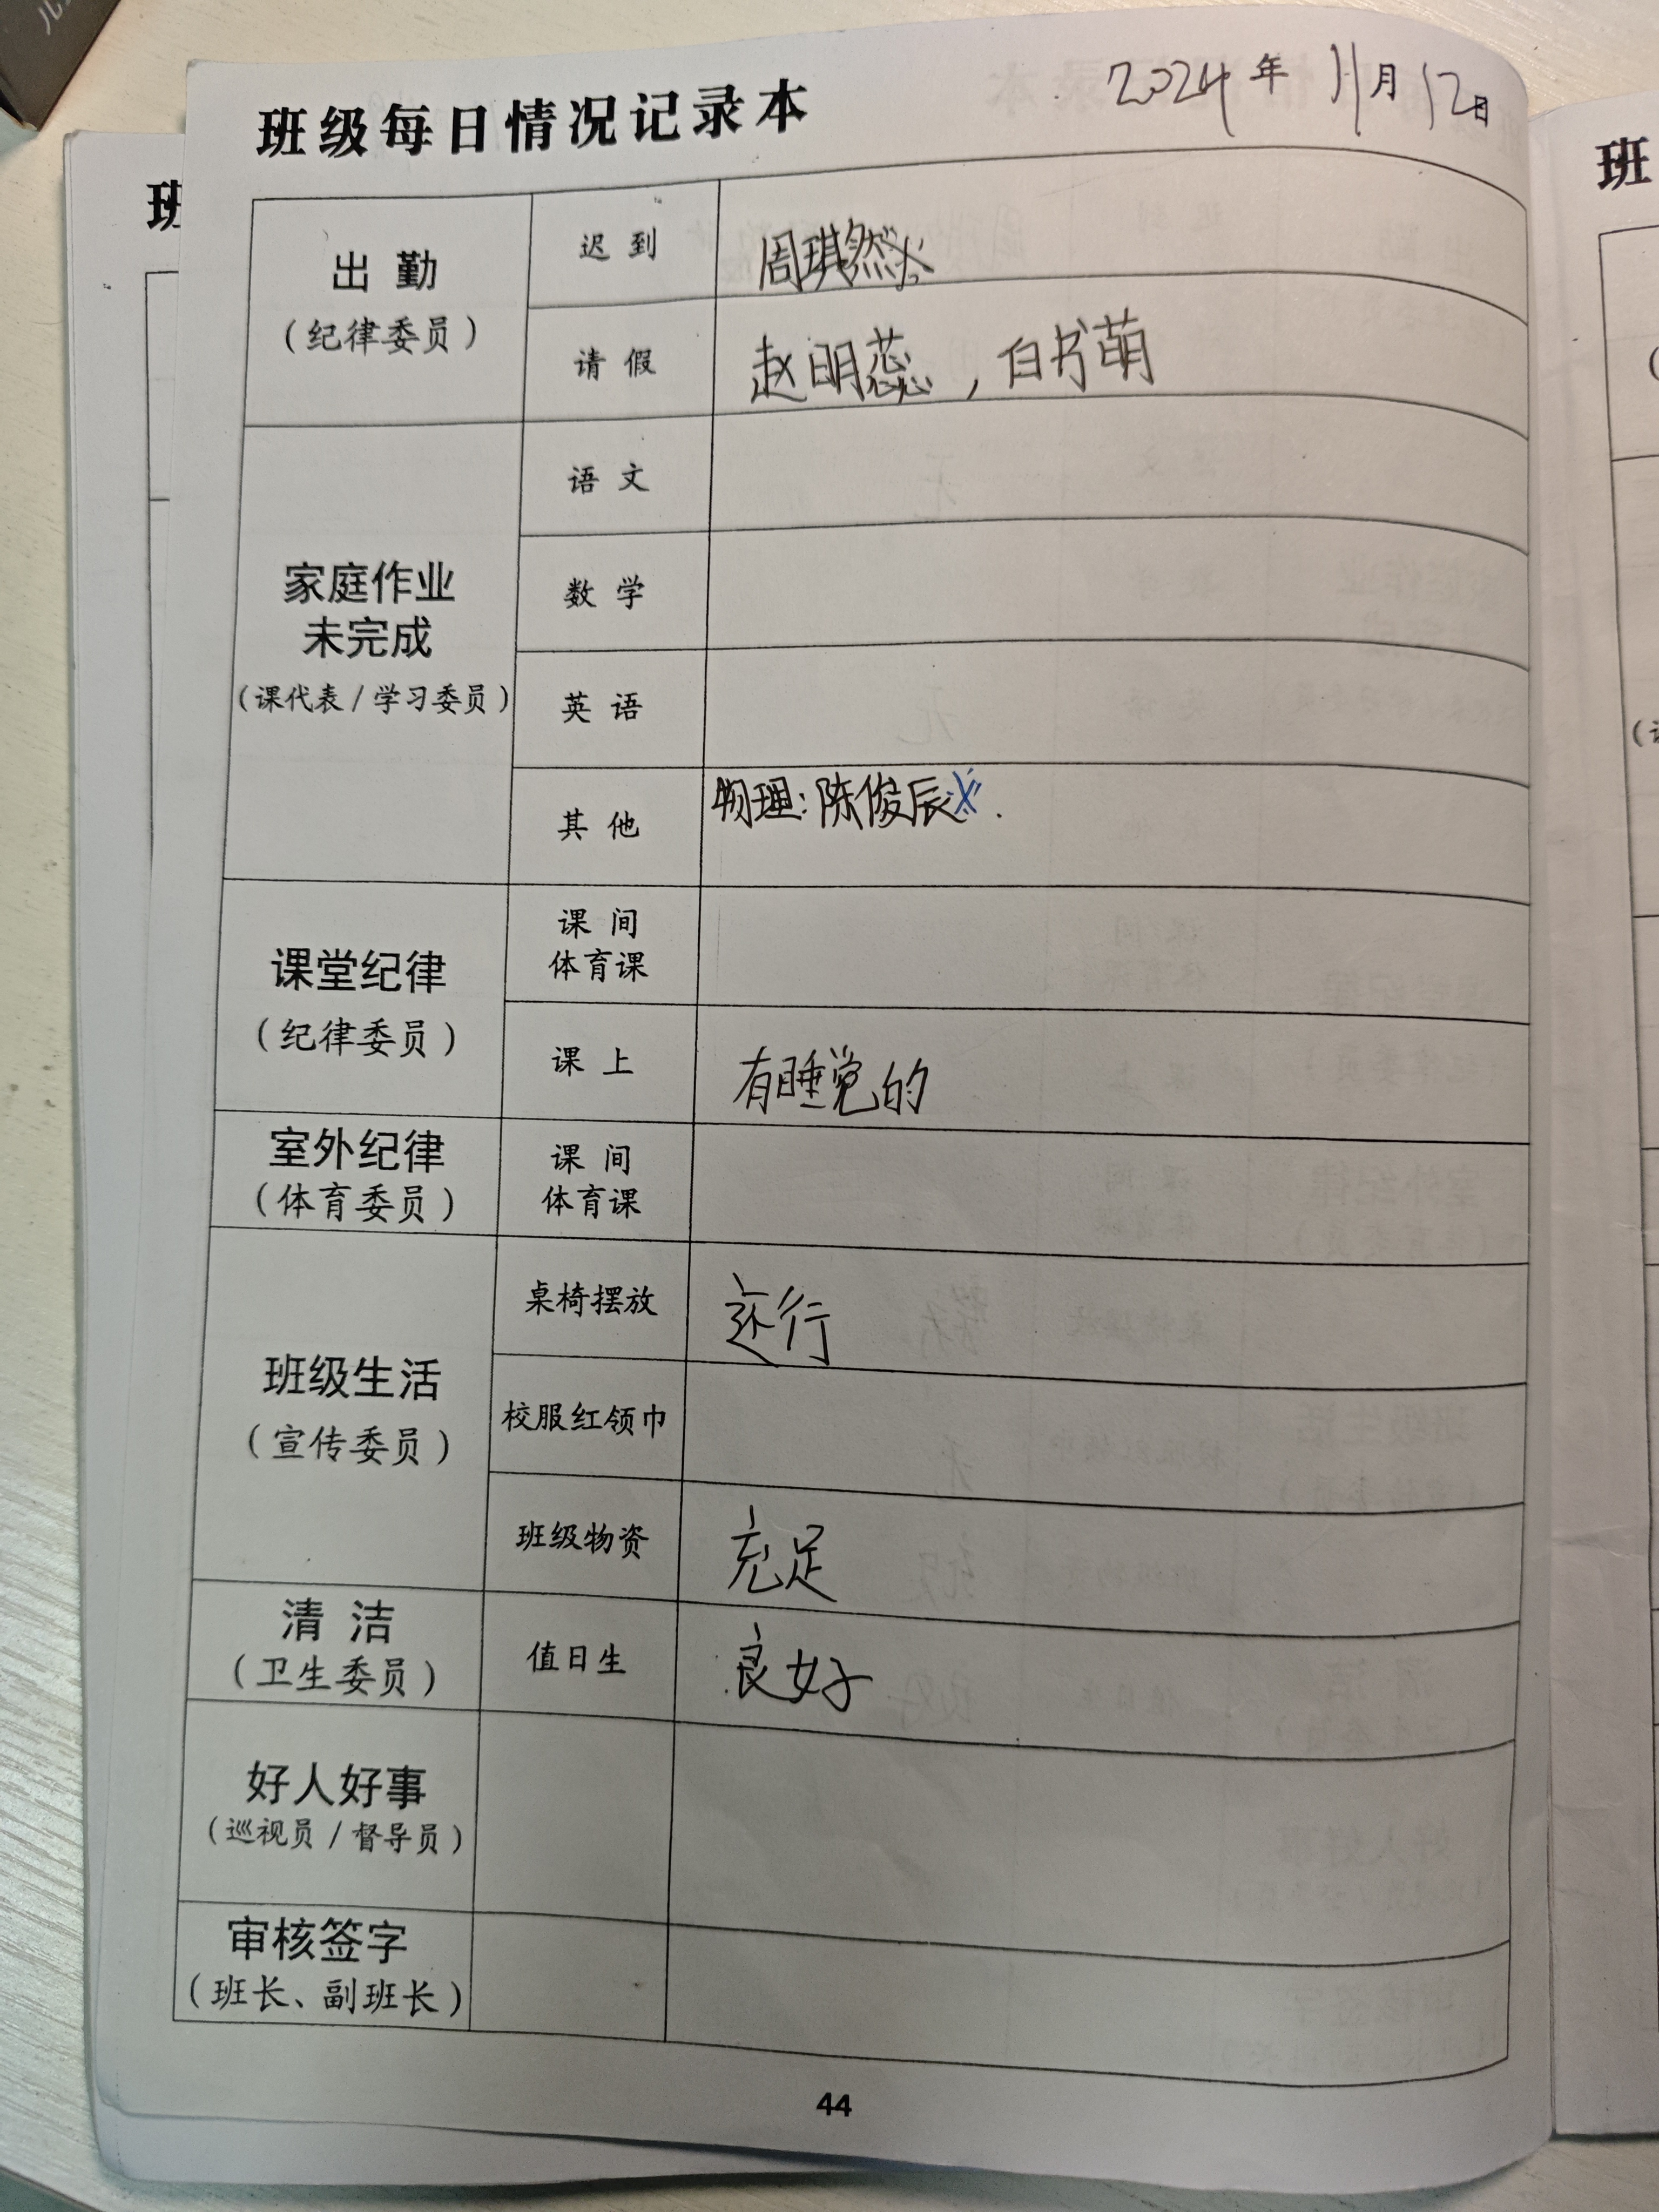 班级每日情况记录本 2024年 11月 12日
出 勤
（纪律委员）
迟 到 周琪然
请 假 赵明蕊，白书萌
家庭作业
未完成
（课代表 / 学习委员）
语 文
数 学
英 语
其 他 物理：陈俊辰
课堂纪律
（纪律委员）
课 间
体育课
课 上 有睡觉的
室外纪律
（体育委员）
课 间
体育课
班级生活
（宣传委员）
桌椅摆放 还行
校服红领巾
班级物资 充足
清 洁
（卫生委员）
值日生 良好
好人好事
（巡视员 / 督导员）
审核签字
（班长、副班长）
44
班
班